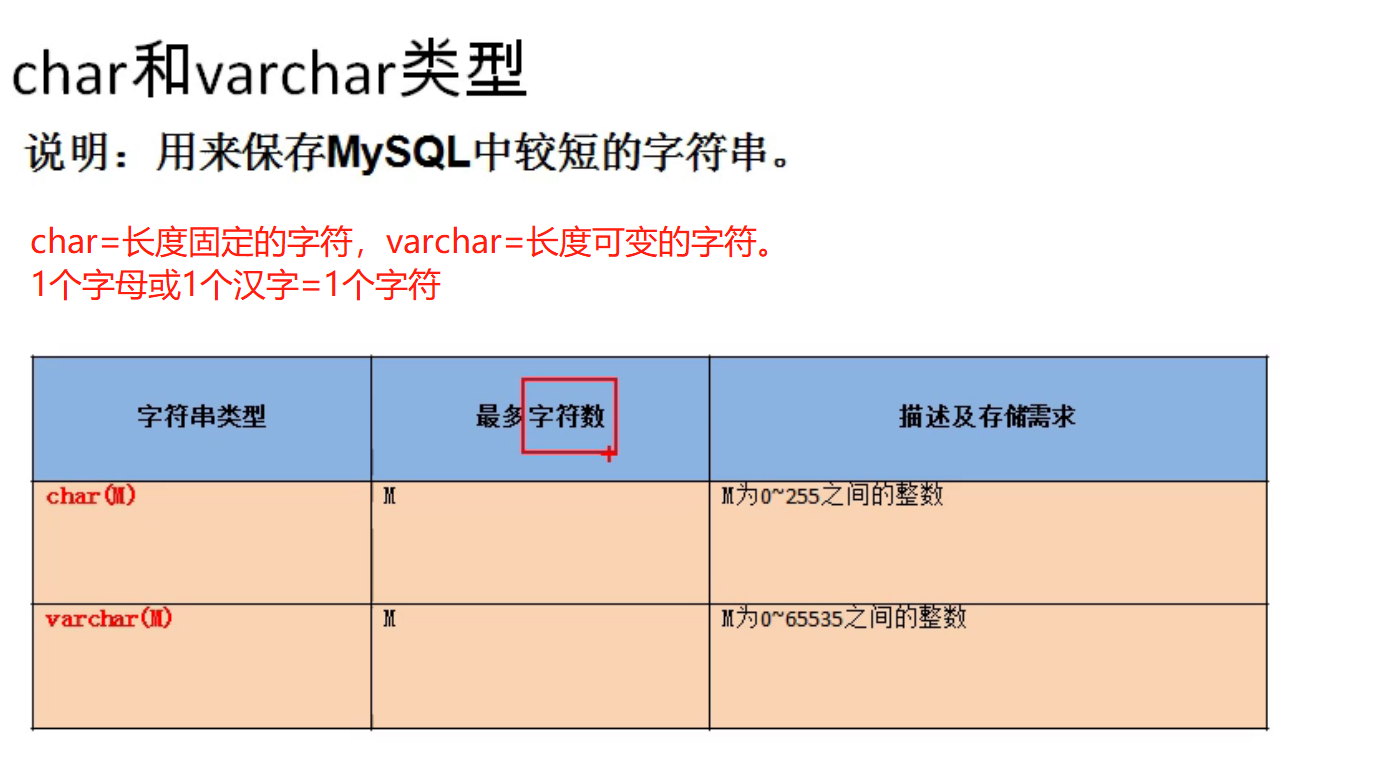 char和varchar类型
说明：用来保存MySQL中较短的字符串。
char=长度固定的字符，varchar=长度可变的字符。
1个字母或1个汉字=1个字符
字符串类型 最多字符数 描述及存储需求
char(M) M M为0~255之间的整数
varchar(M) M M为0~65535之间的整数